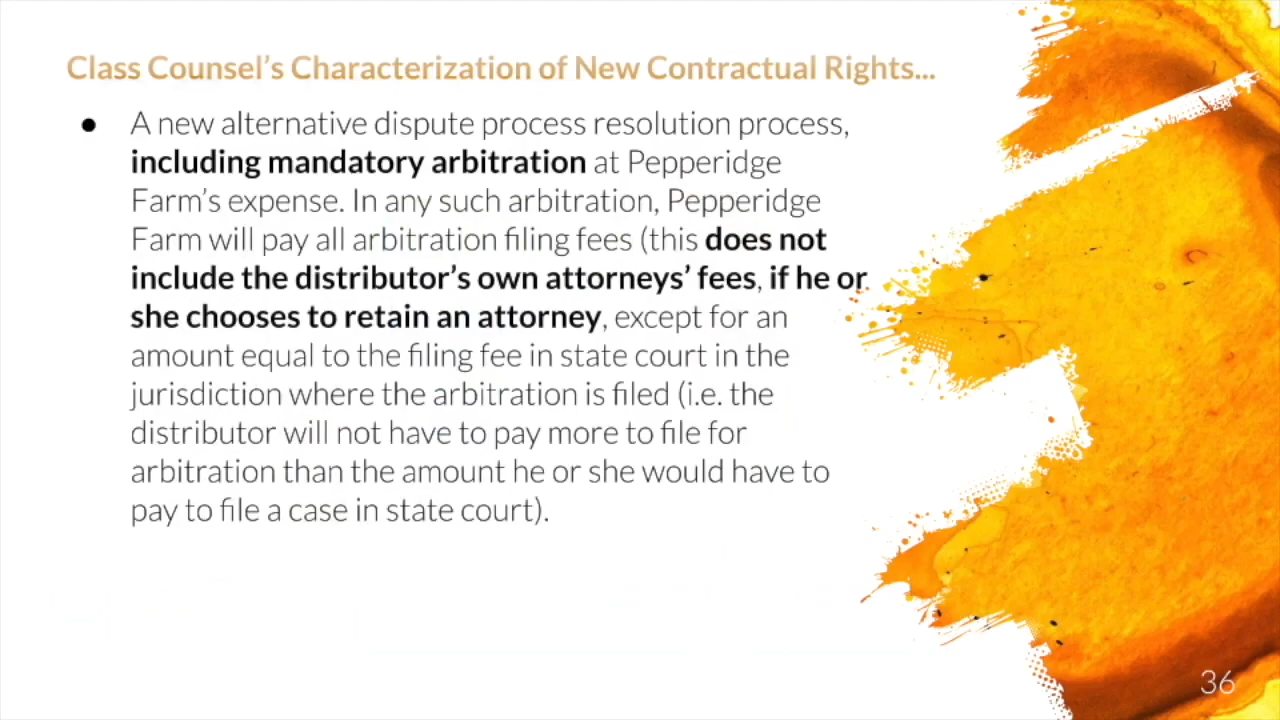 Class Counsel’s Characterization of New Contractual Rights...
● A new alternative dispute process resolution process,
including mandatory arbitration at Pepperidge
Farm’s expense. In any such arbitration, Pepperidge
Farm will pay all arbitration filing fees (this does not
include the distributor’s own attorneys’ fees, if he or
she chooses to retain an attorney, except for an
amount equal to the filing fee in state court in the
jurisdiction where the arbitration is filed (i.e. the
distributor will not have to pay more to file for
arbitration than the amount he or she would have to
pay to file a case in state court).
36